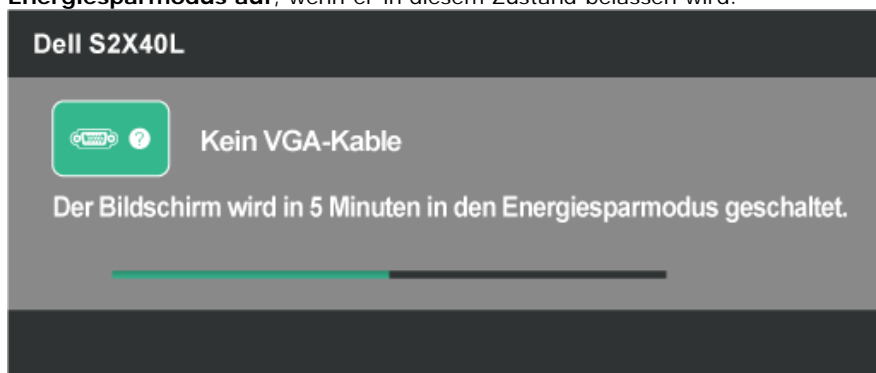 Energiesparmodus auf, wenn er in diesem Zustand belassen wird.
Dell S2X40L
Kein VGA-Kable
Der Bildschirm wird in 5 Minuten in den Energiesparmodus geschaltet.